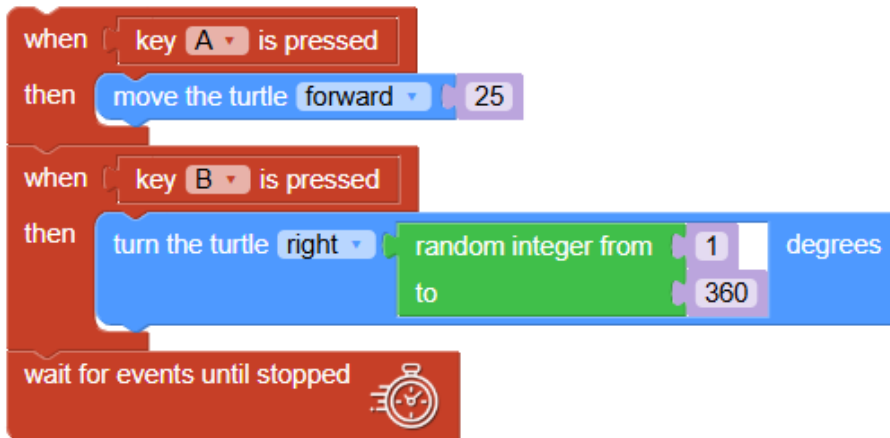 when key A is pressed
then move the turtle forward 25
when key B is pressed
then turn the turtle right random integer from 1 degrees
to 360
wait for events until stopped